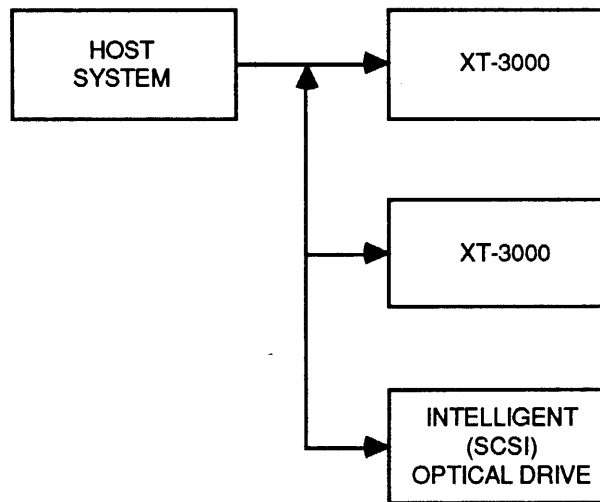 HOST
SYSTEM
XT-3000
XT-3000
INTELLIGENT
(SCSI)
OPTICAL DRIVE